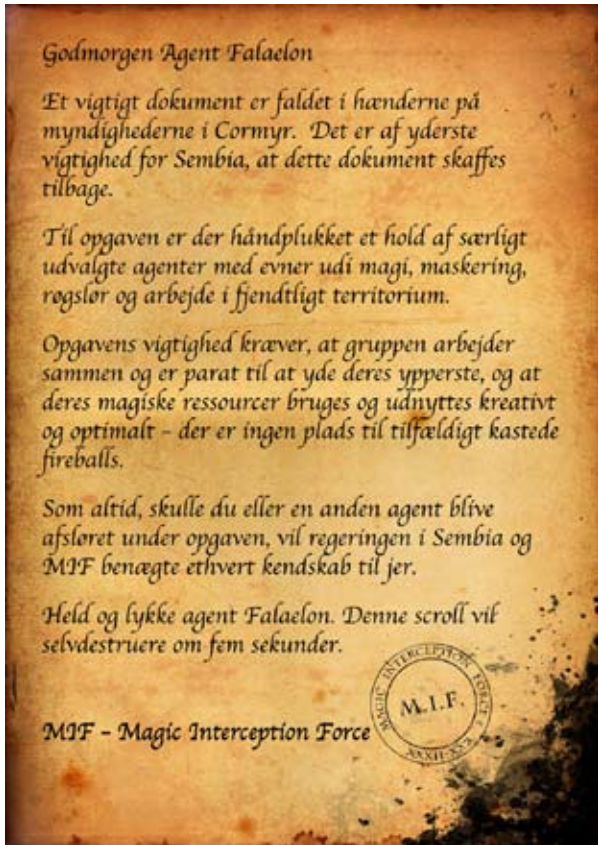 Godmorgen Agent Falaelon
Et vigtigt dokument er faldet i hænderne på
myndighederne i Cormyr. Det er af yderste
vigtighed for Sembia, at dette dokument skaffes
tilbage.
Til opgaven er der håndplukket et hold af særligt
udvalgte agenter med evner udi magi, maskering,
røgslør og arbejde i fjendtligt territorium.
Opgavens vigtighed kræver, at gruppen arbejder
sammen og er parat til at yde deres ypperste, og at
deres magiske ressourcer bruges og udnyttes kreativt
og optimalt – der er ingen plads til tilfældigt kastede
fireballs.
Som altid, skulle du eller en anden agent blive
afsløret under opgaven, vil regeringen i Sembia og
MIF benægte ethvert kendskab til jer.
Held og lykke agent Falaelon. Denne scroll vil
selvdestruere om fem sekunder.
MAGIC INTERCEPTION FORCE
M.I.F.
MIF – Magic Interception Force